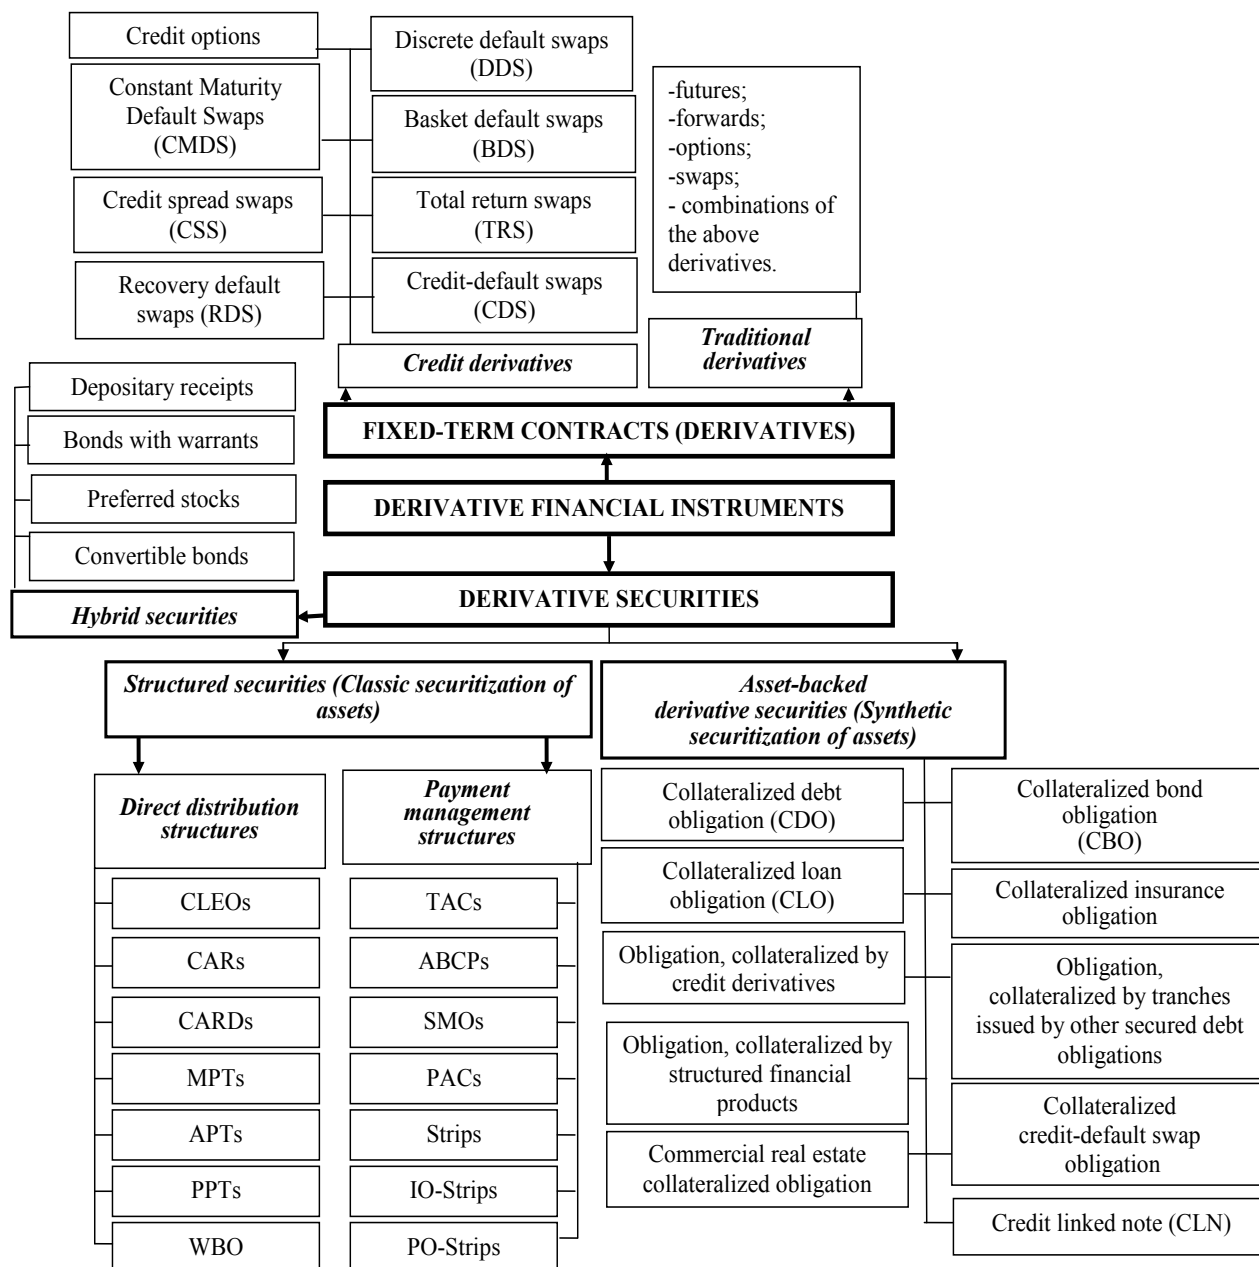 Credit options
Discrete default swaps
(DDS)
Constant Maturity
Default Swaps
(CMDS)
Basket default swaps
(BDS)
Credit spread swaps
(CSS)
Total return swaps
(TRS)
Recovery default
swaps (RDS)
Credit-default swaps
(CDS)
-futures;
-forwards;
-options;
-swaps;
- combinations of
the above
derivatives.
Credit derivatives
Traditional
derivatives
Depositary receipts
Bonds with warrants
Preferred stocks
Convertible bonds
Hybrid securities
FIXED-TERM CONTRACTS (DERIVATIVES)
DERIVATIVE FINANCIAL INSTRUMENTS
DERIVATIVE SECURITIES
Structured securities (Classic securitization of
assets)
Asset-backed
derivative securities (Synthetic
securitization of assets)
Direct distribution
structures
Payment
management
structures
CLEOs
CARs
CARDs
MPTs
APTs
PPTs
WBO
TACs
ABCPs
SMOs
PACs
Strips
IO-Strips
PO-Strips
Collateralized debt
obligation (CDO)
Collateralized bond
obligation
(CBO)
Collateralized loan
obligation (CLO)
Collateralized insurance
obligation
Obligation, collateralized by
credit derivatives
Obligation,
collateralized by tranches
issued by other secured debt
obligations
Obligation, collateralized by
structured financial
products
Collateralized
credit-default swap
obligation
Commercial real estate
collateralized obligation
Credit linked note (CLN)